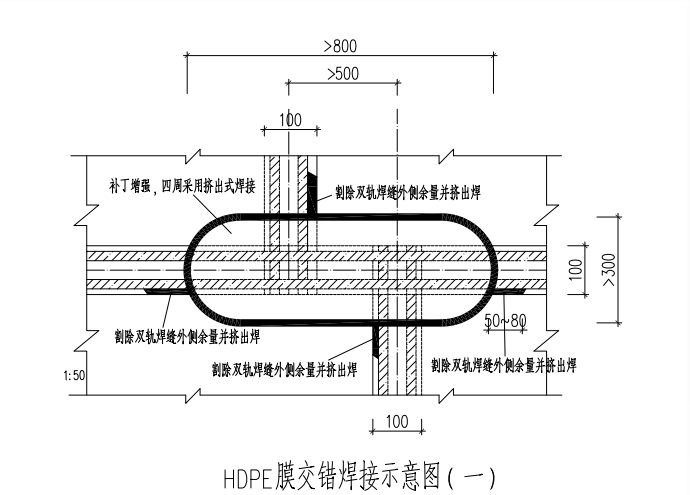 >800
>500
100
补丁增强，四周采用挤出式焊接
割除双轨焊缝外侧余量并挤出焊
100
>300
50~80
割除双轨焊缝外侧余量并挤出焊
割除双轨焊缝外侧余量并挤出焊
割除双轨焊缝外侧余量并挤出焊
1:50
100
HDPE膜交错焊接示意图(一)